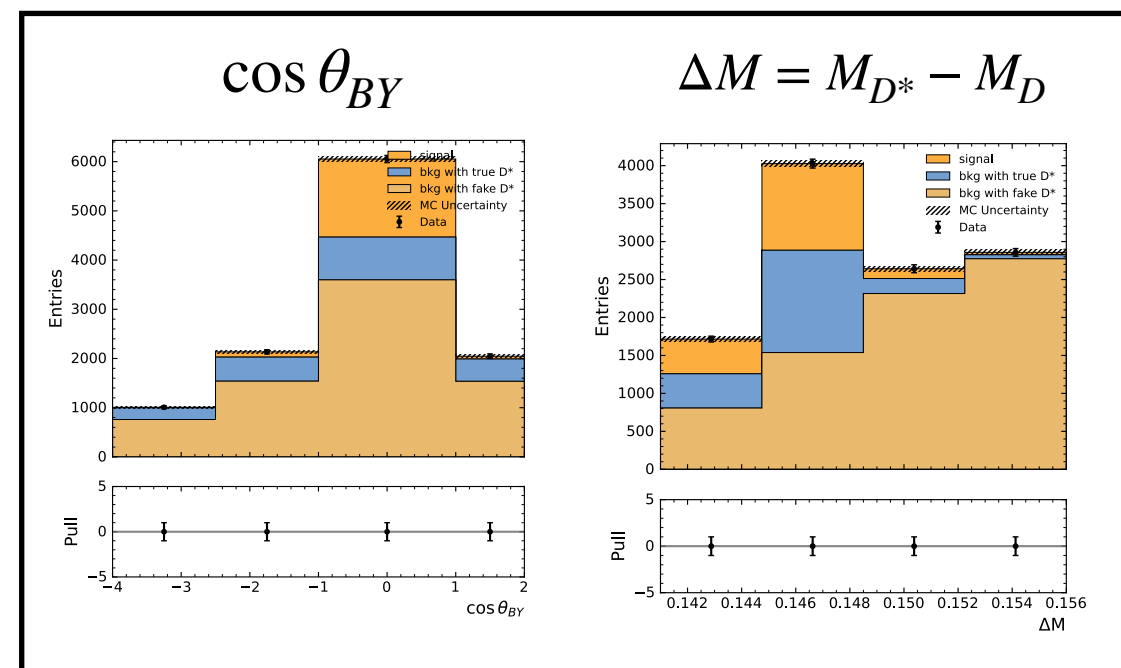 cos θ_BY
ΔM = M_D* − M_D
6000
5000
4000
3000
2000
1000
0
Entries
signal
bkg with true D*
bkg with fake D*
MC Uncertainty
Data
5
0
−5
Pull
−4
−3
−2
−1
0
1
2
cos θ_BY
4000
3500
3000
2500
2000
1500
1000
500
0
Entries
signal
bkg with true D*
bkg with fake D*
MC Uncertainty
Data
5
0
−5
Pull
0.142 0.144 0.146 0.148 0.150 0.152 0.154 0.156
ΔM